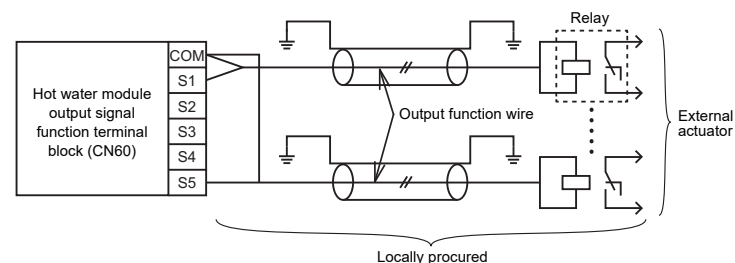 Relay
COM
S1
S2
S3
S4
S5
Hot water module
output signal
function terminal
block (CN60)
Output function wire
External
actuator
Locally procured